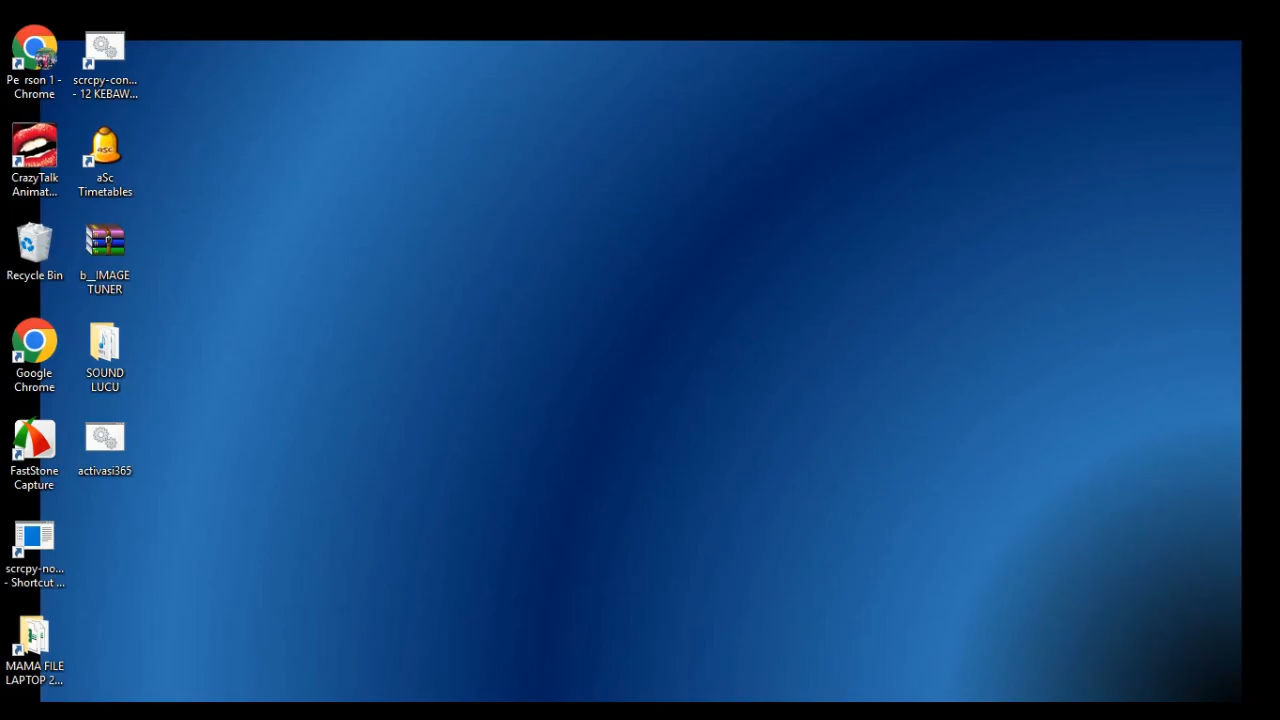 Pe rson 1 -
Chrome
scrcpy-con...
- 12 KEBAW...
CrazyTalk
Animat...
aSc
Timetables
Recycle Bin
b__IMAGE
TUNER
Google
Chrome
SOUND
LUCU
FastStone
Capture
activasi365
scrcpy-no...
- Shortcut ...
MAMA FILE
LAPTOP 2...